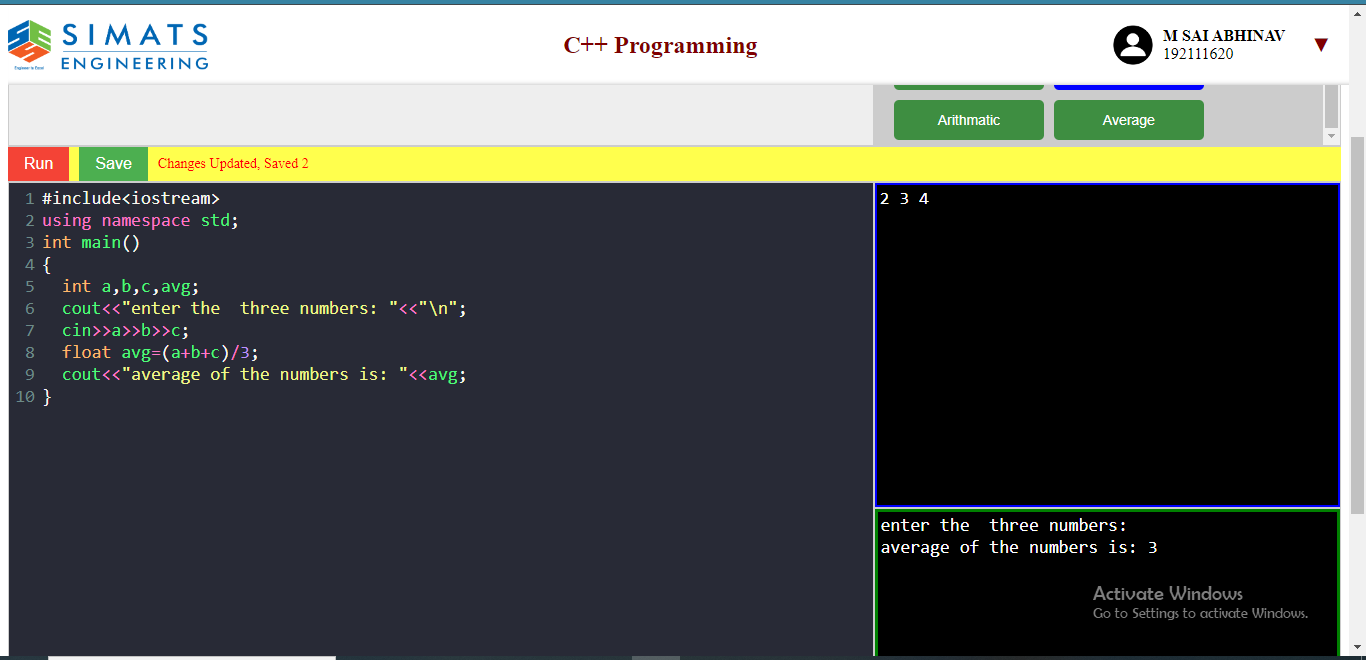 SIMATS
ENGINEERING
Engineer to Excel
C++ Programming
M SAI ABHINAV
192111620
Arithmatic
Average
Run
Save
Changes Updated, Saved 2
1 #include<iostream>
2 using namespace std;
3 int main()
4 {
5   int a,b,c,avg;
6   cout<<"enter the  three numbers: "<<"\n";
7   cin>>a>>b>>c;
8   float avg=(a+b+c)/3;
9   cout<<"average of the numbers is: "<<avg;
10 }
2 3 4
enter the  three numbers:
average of the numbers is: 3
Activate Windows
Go to Settings to activate Windows.